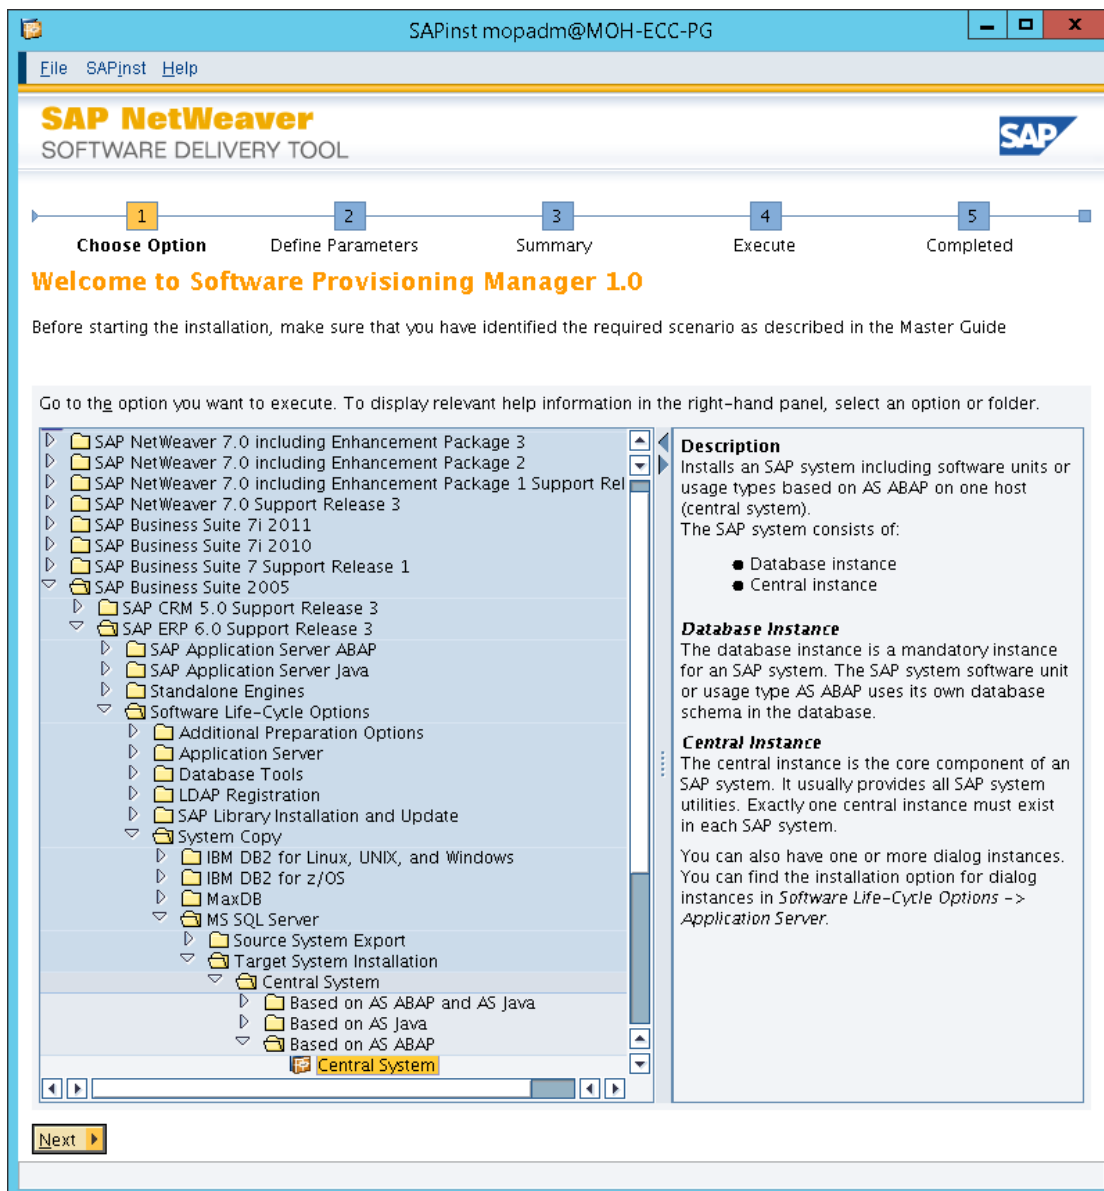 SAPinst mopadm@MOH-ECC-PG
File SAPinst Help
SAP NetWeaver
SOFTWARE DELIVERY TOOL
SAP
1 2 3 4 5
Choose Option Define Parameters Summary Execute Completed
Welcome to Software Provisioning Manager 1.0
Before starting the installation, make sure that you have identified the required scenario as described in the Master Guide
Go to the option you want to execute. To display relevant help information in the right-hand panel, select an option or folder.
SAP NetWeaver 7.0 including Enhancement Package 3
SAP NetWeaver 7.0 including Enhancement Package 2
SAP NetWeaver 7.0 including Enhancement Package 1 Support Rel
SAP NetWeaver 7.0 Support Release 3
SAP Business Suite 7i 2011
SAP Business Suite 7i 2010
SAP Business Suite 7 Support Release 1
SAP Business Suite 2005
SAP CRM 5.0 Support Release 3
SAP ERP 6.0 Support Release 3
SAP Application Server ABAP
SAP Application Server Java
Standalone Engines
Software Life-Cycle Options
Additional Preparation Options
Application Server
Database Tools
LDAP Registration
SAP Library Installation and Update
System Copy
IBM DB2 for Linux, UNIX, and Windows
IBM DB2 for z/OS
MaxDB
MS SQL Server
Source System Export
Target System Installation
Central System
Based on AS ABAP and AS Java
Based on AS Java
Based on AS ABAP
Central System
Description
Installs an SAP system including software units or
usage types based on AS ABAP on one host
(central system).
The SAP system consists of:
Database instance
Central instance
Database Instance
The database instance is a mandatory instance
for an SAP system. The SAP system software unit
or usage type AS ABAP uses its own database
schema in the database.
Central Instance
The central instance is the core component of an
SAP system. It usually provides all SAP system
utilities. Exactly one central instance must exist
in each SAP system.
You can also have one or more dialog instances.
You can find the installation option for dialog
instances in Software Life-Cycle Options ->
Application Server.
Next